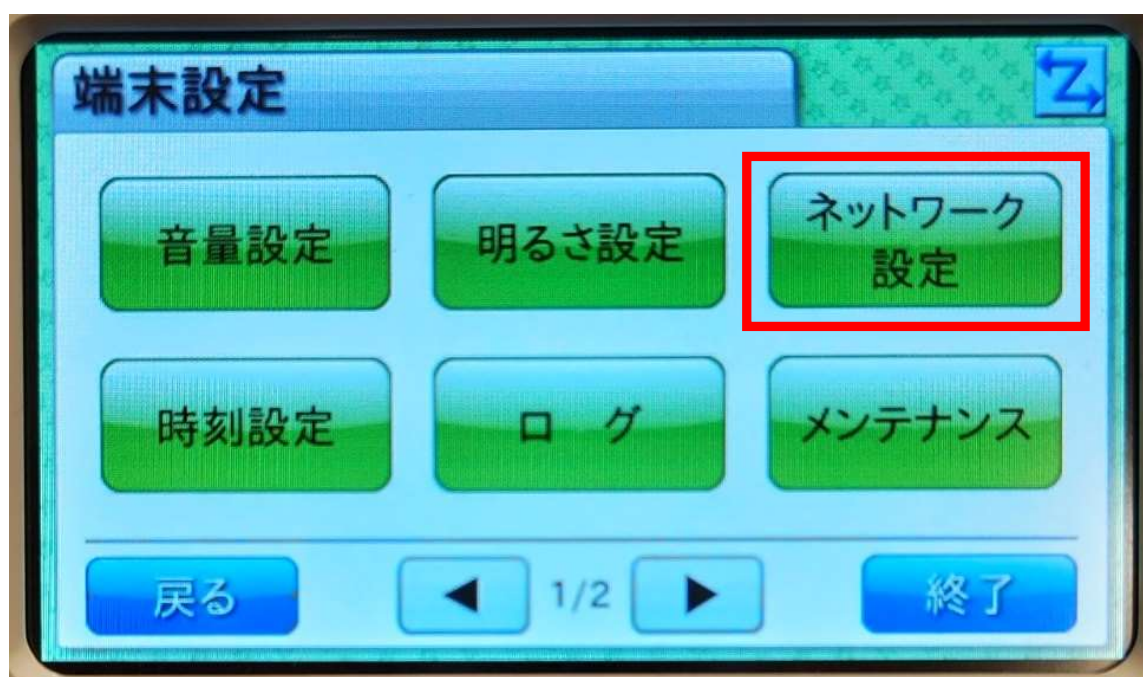 端末設定
Z
音量設定
明るさ設定
ネットワーク
設定
時刻設定
ログ
メンテナンス
戻る
◀ 1/2 ▶
終了